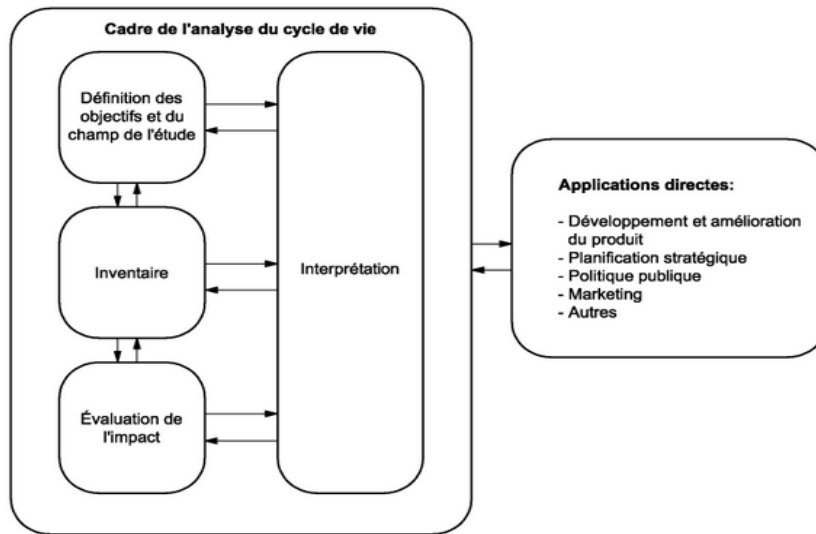 Cadre de l'analyse du cycle de vie
Définition des
objectifs et du
champ de l'étude
Inventaire
Évaluation de
l'impact
Interprétation
Applications directes:
- Développement et amélioration
du produit
- Planification stratégique
- Politique publique
- Marketing
- Autres